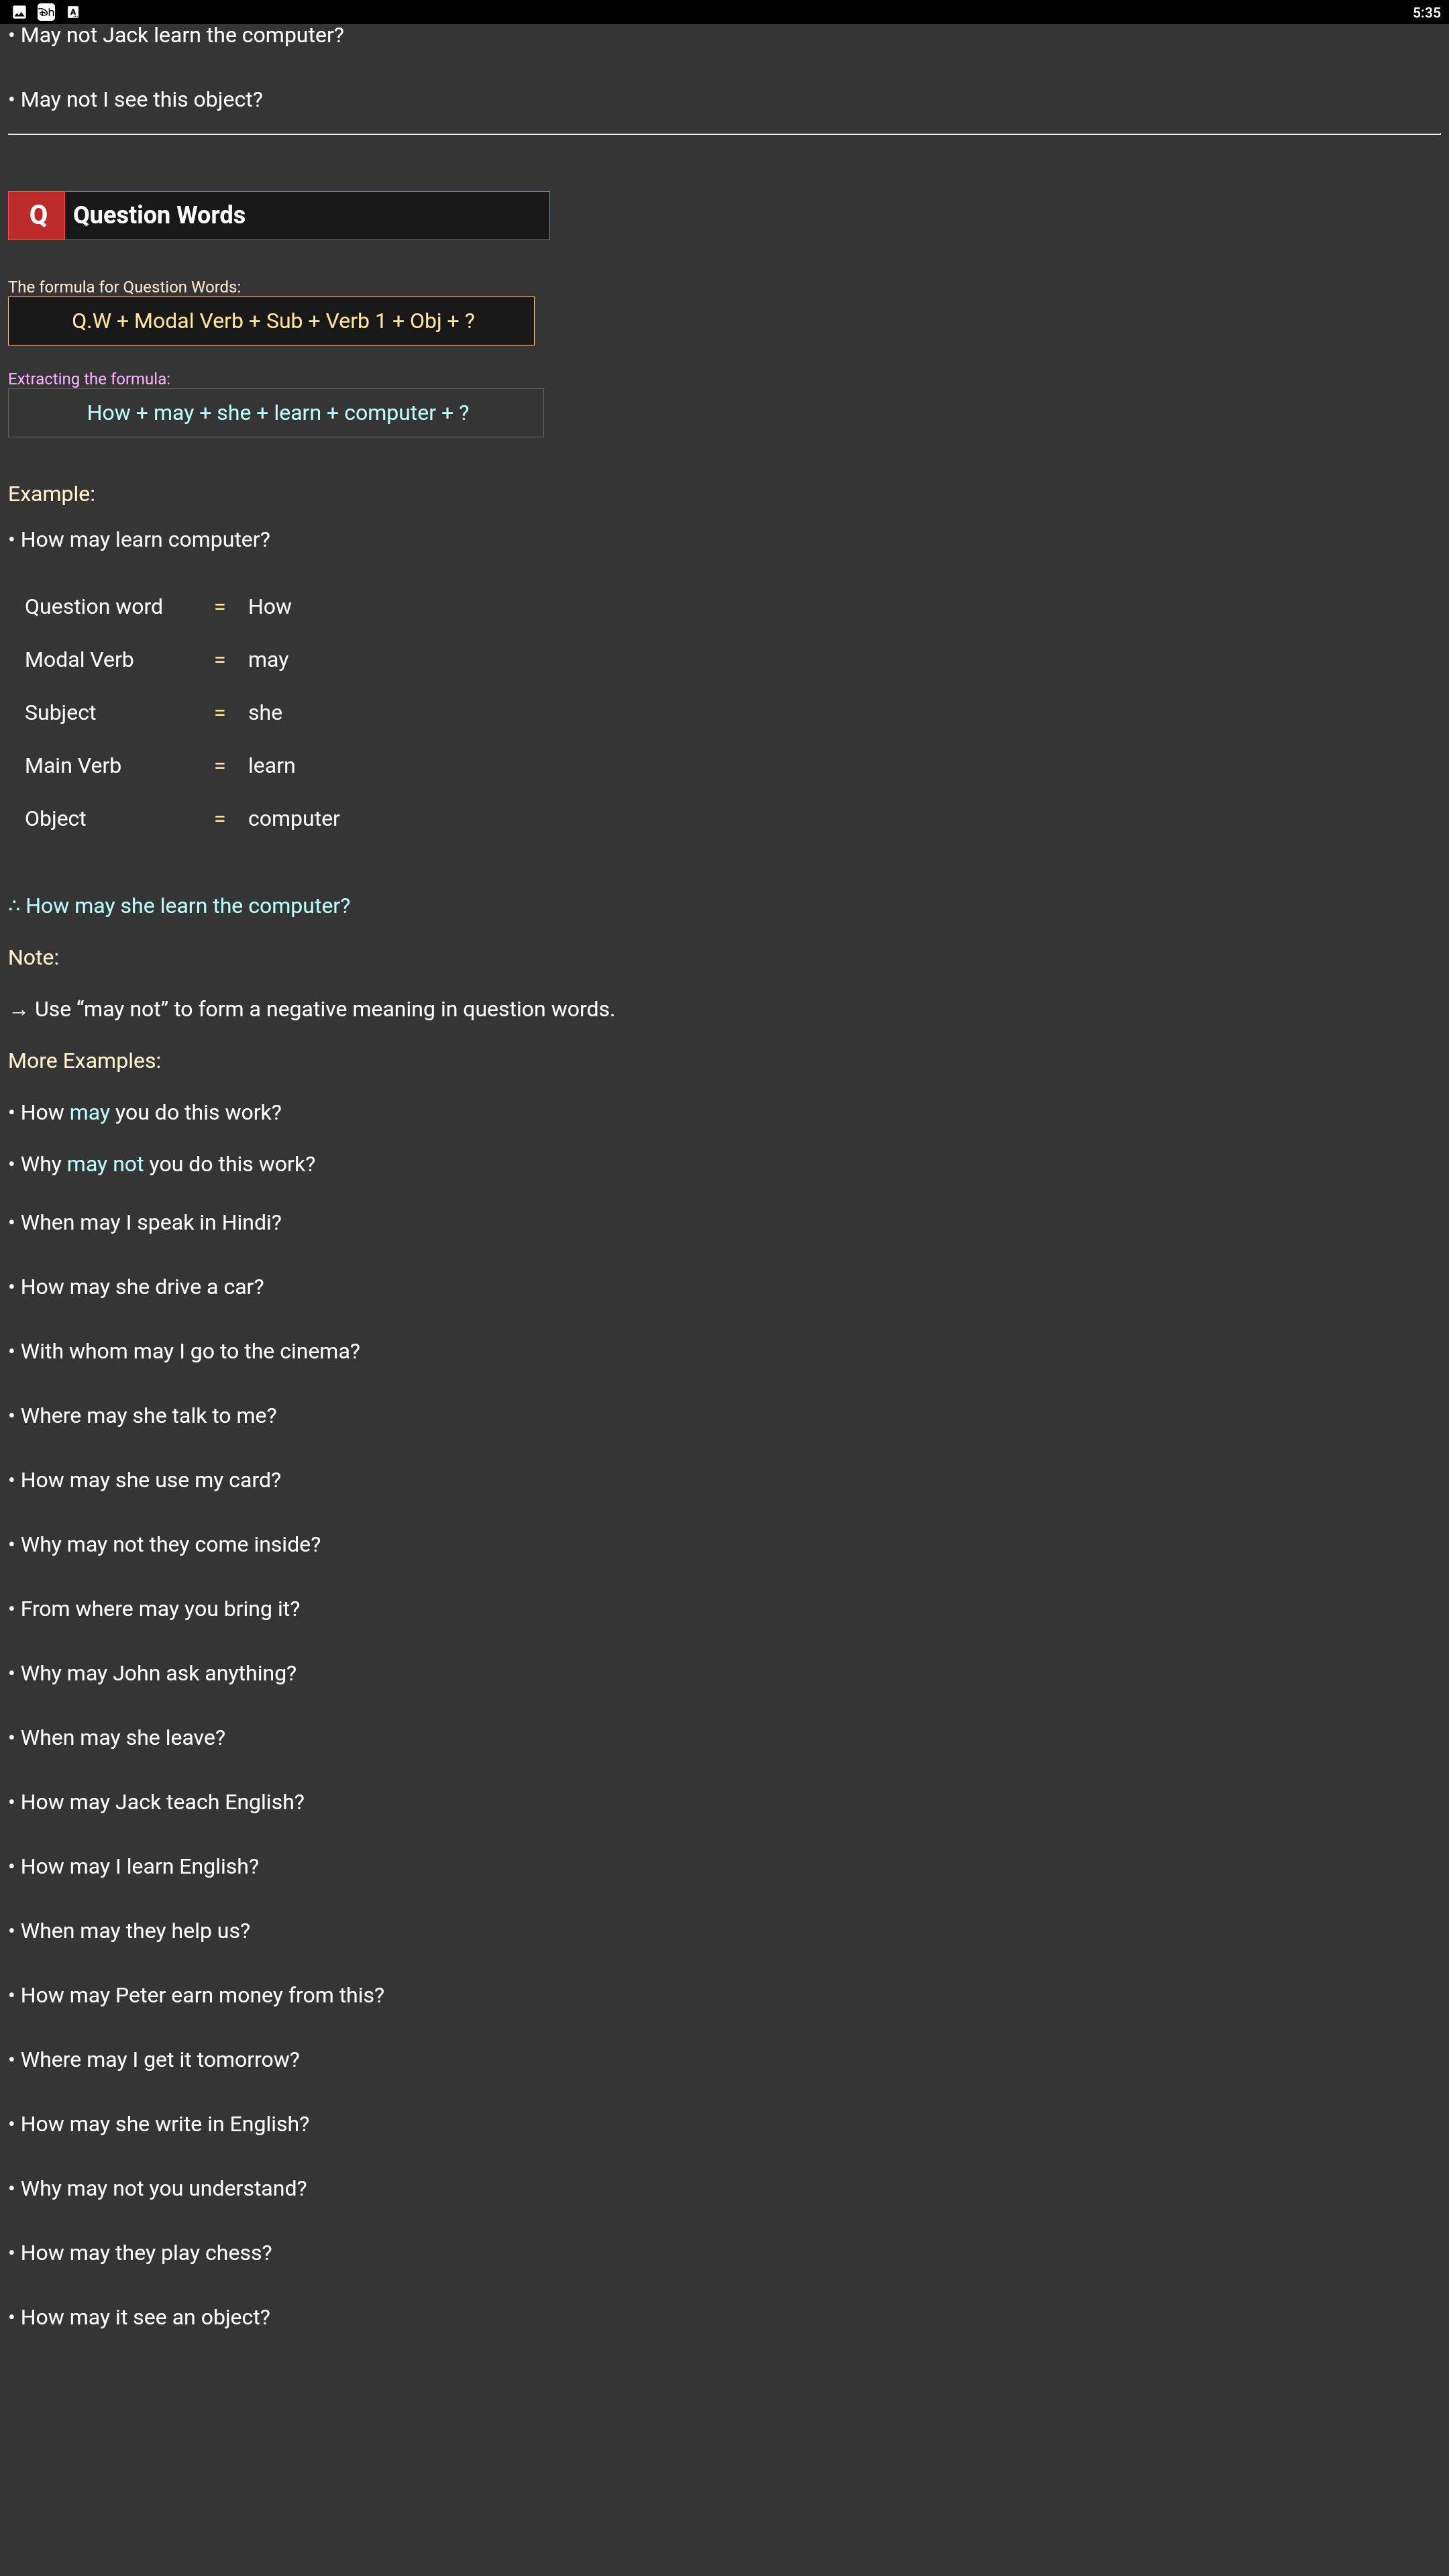 5:35
• May not Jack learn the computer?
• May not I see this object?
Q Question Words
The formula for Question Words:
Q.W + Modal Verb + Sub + Verb 1 + Obj + ?
Extracting the formula:
How + may + she + learn + computer + ?
Example:
• How may learn computer?
Question word = How
Modal Verb = may
Subject = she
Main Verb = learn
Object = computer
∴ How may she learn the computer?
Note:
→ Use “may not” to form a negative meaning in question words.
More Examples:
• How may you do this work?
• Why may not you do this work?
• When may I speak in Hindi?
• How may she drive a car?
• With whom may I go to the cinema?
• Where may she talk to me?
• How may she use my card?
• Why may not they come inside?
• From where may you bring it?
• Why may John ask anything?
• When may she leave?
• How may Jack teach English?
• How may I learn English?
• When may they help us?
• How may Peter earn money from this?
• Where may I get it tomorrow?
• How may she write in English?
• Why may not you understand?
• How may they play chess?
• How may it see an object?